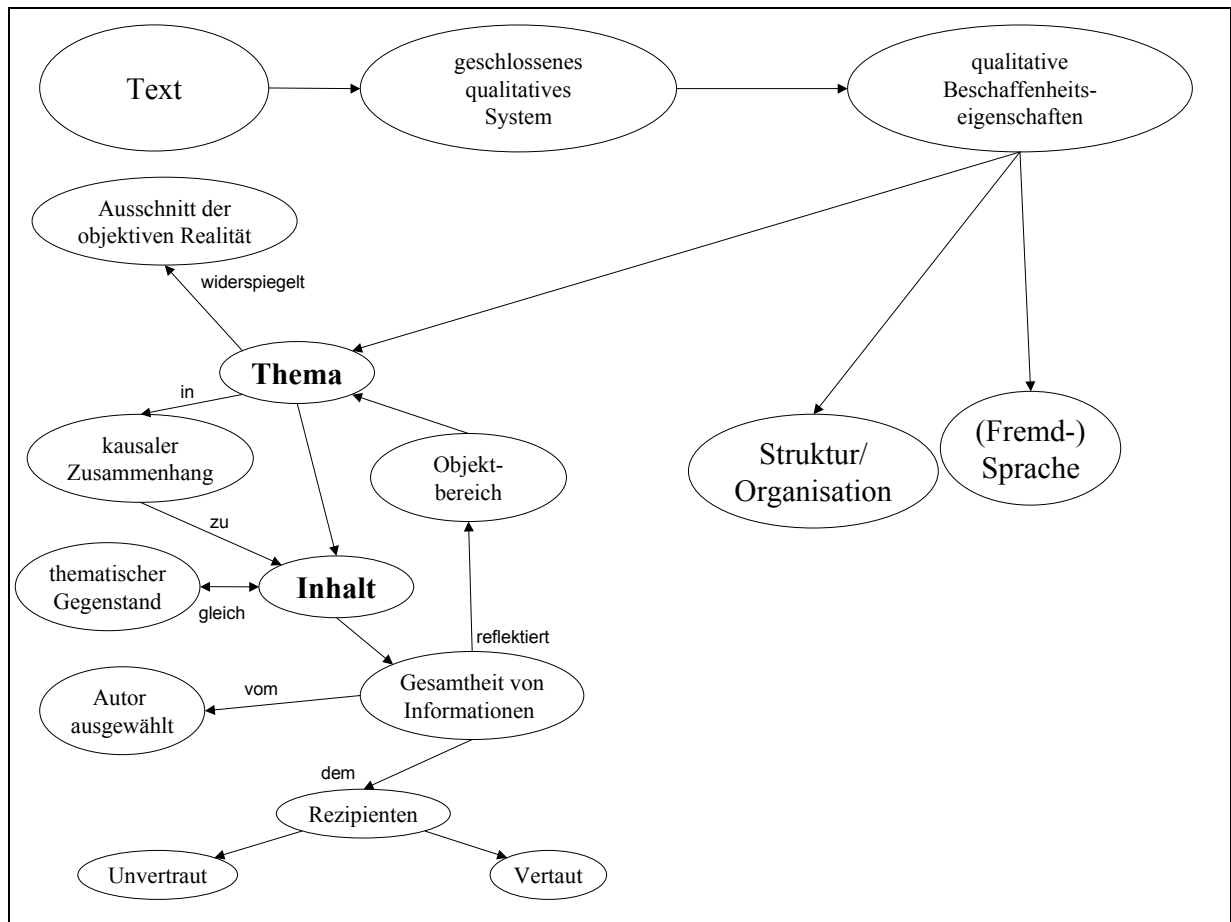 Text
geschlossenes
qualitatives
System
qualitative
Beschaffenheits-
eigenschaften
Ausschnitt der
objektiven Realität
widerspiegelt
Thema
in
kausaler
Zusammenhang
Objekt-
bereich
Struktur/
Organisation
(Fremd-)
Sprache
zu
thematischer
Gegenstand
gleich
Inhalt
reflektiert
Autor
ausgewählt
vom
Gesamtheit von
Informationen
dem
Rezipienten
Unvertraut
Vertaut